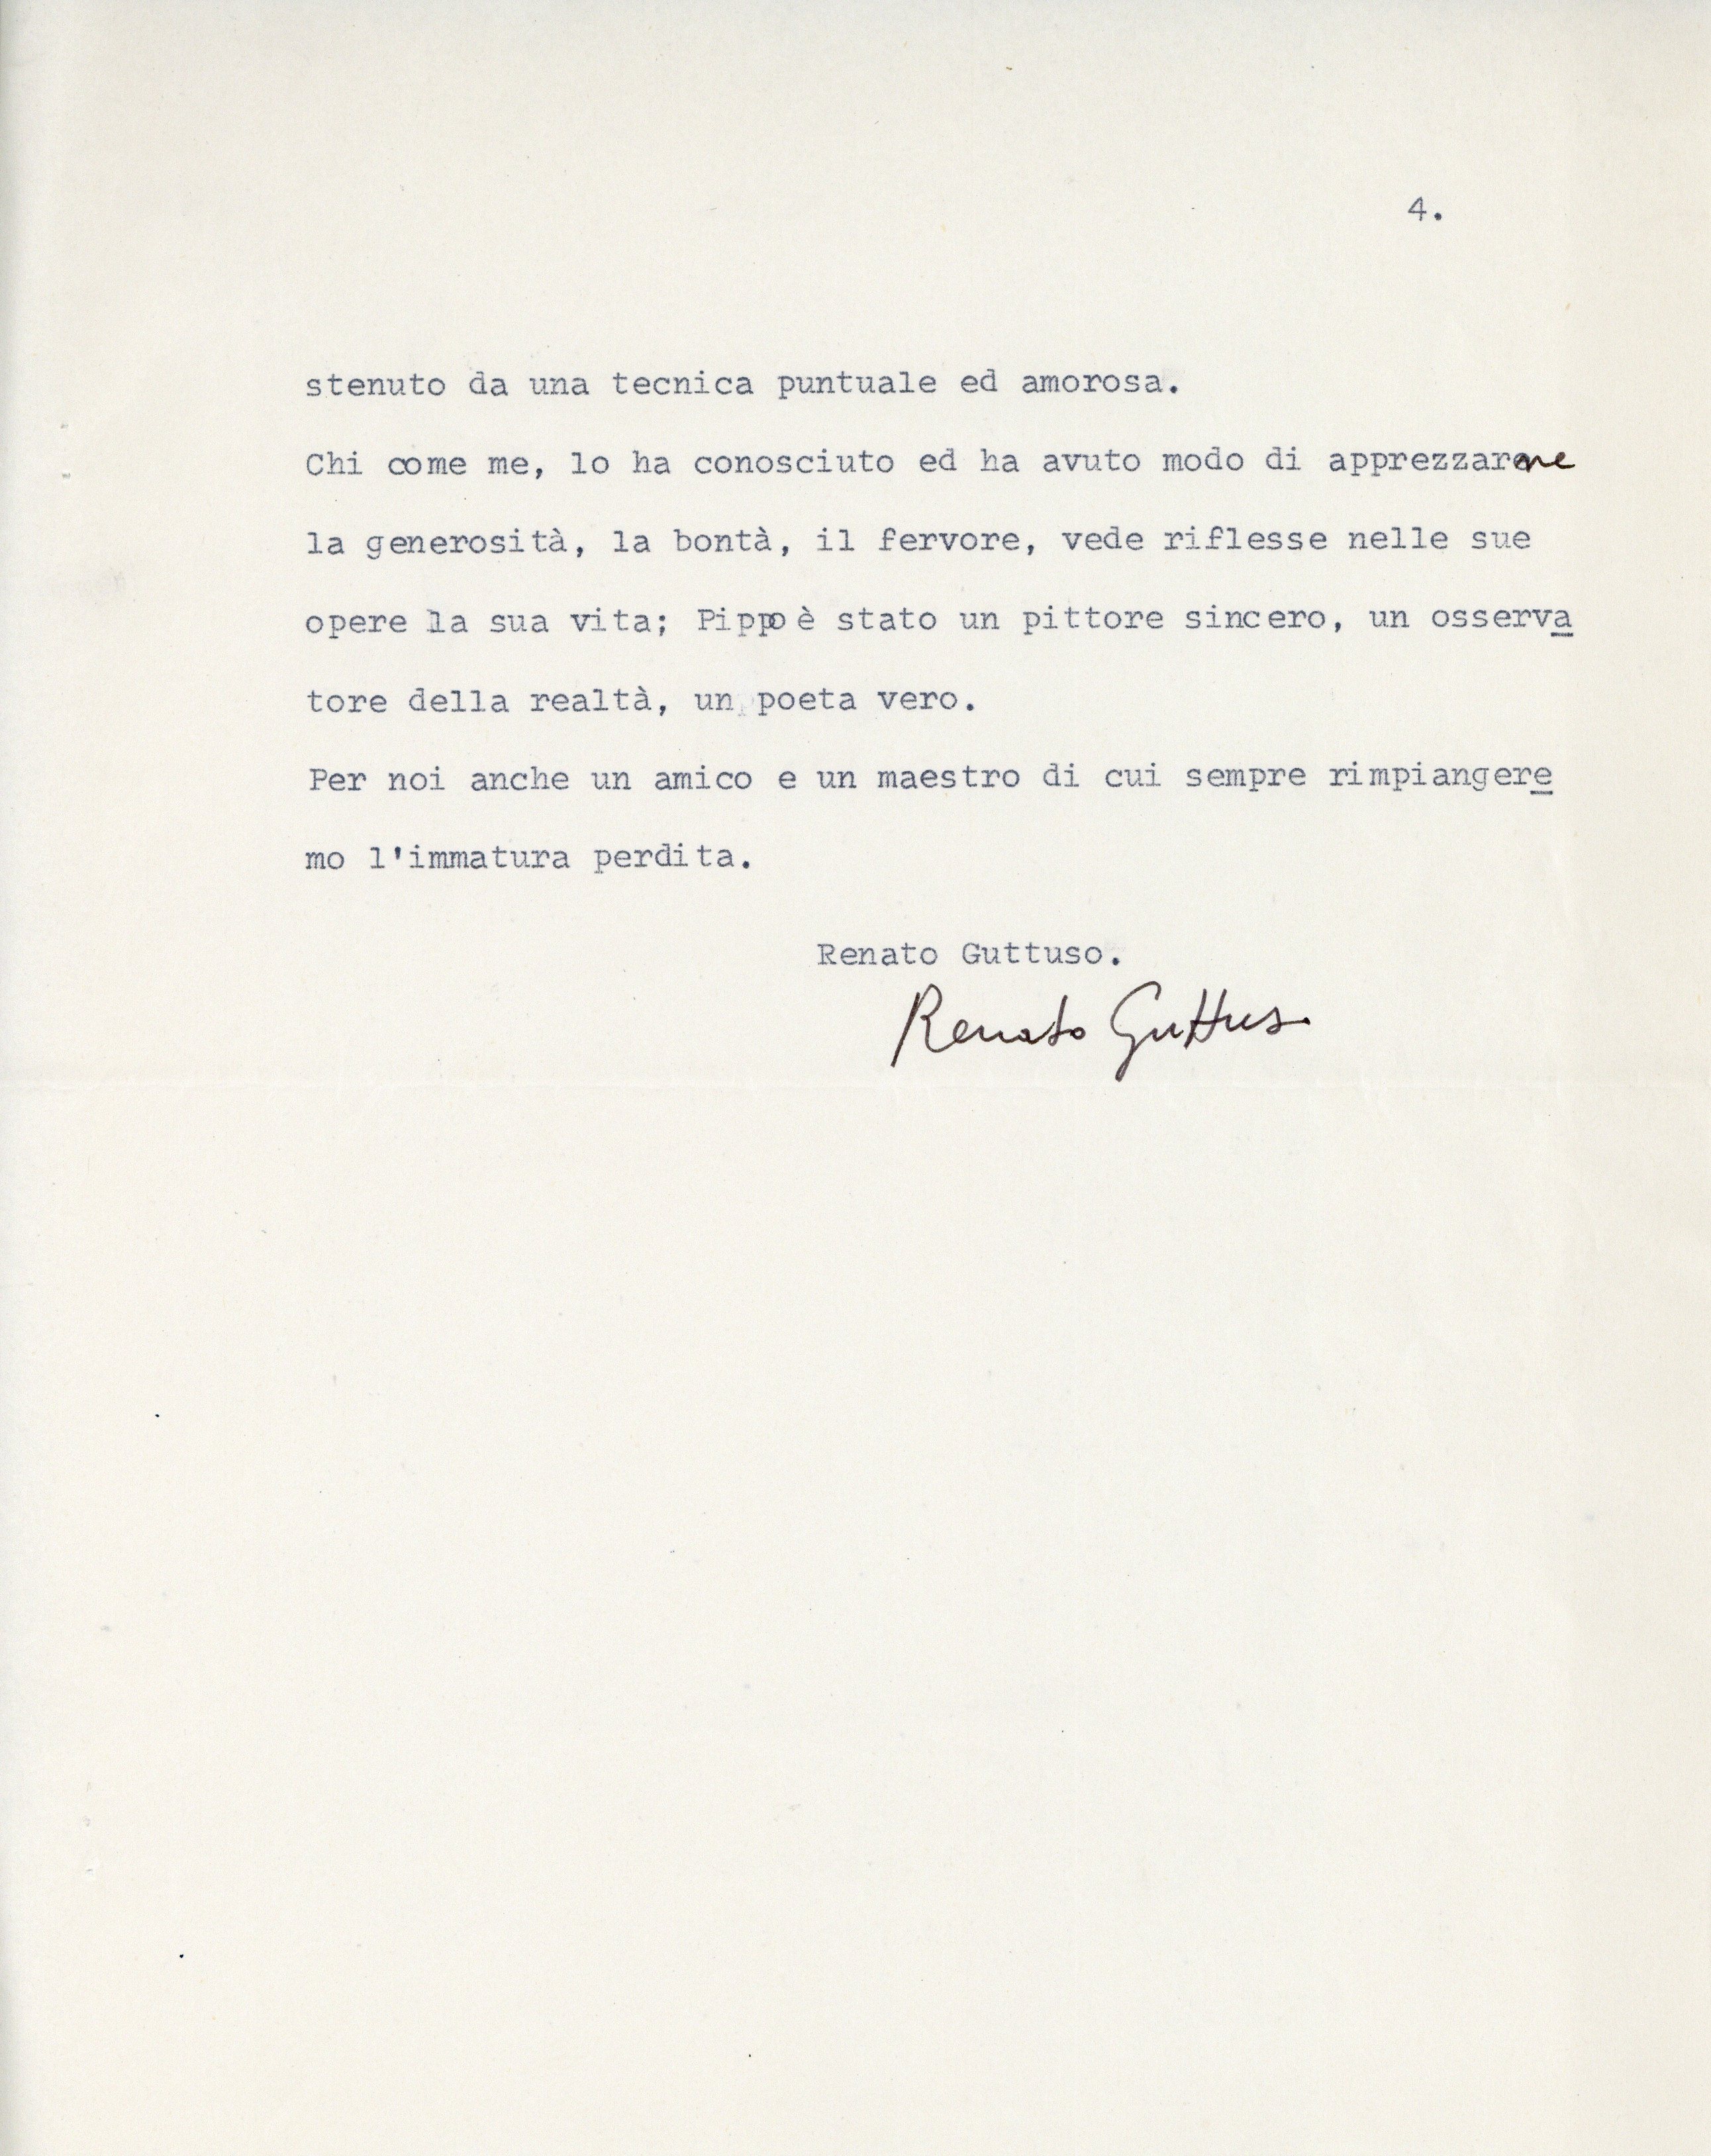 4.
stenuto da una tecnica puntuale ed amorosa.
Chi come me, lo ha conosciuto ed ha avuto modo di apprezzarne
la generosità, la bontà, il fervore, vede riflesse nelle sue
opere la sua vita; Pippo è stato un pittore sincero, un osserva
tore della realtà, un poeta vero.
Per noi anche un amico e un maestro di cui sempre rimpiangere
mo l'immatura perdita.
Renato Guttuso.
Renato Guttuso